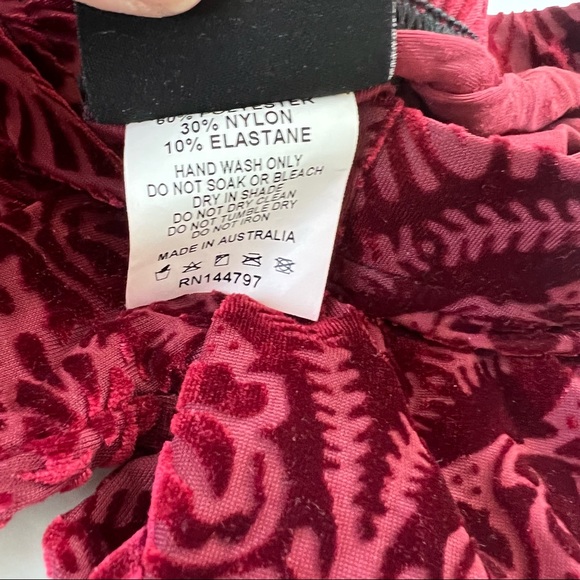 60% POLYESTER
30% NYLON
10% ELASTANE
HAND WASH ONLY
DO NOT SOAK OR BLEACH
DRY IN SHADE
DO NOT DRY CLEAN
DO NOT TUMBLE DRY
DO NOT IRON
MADE IN AUSTRALIA
RN144797